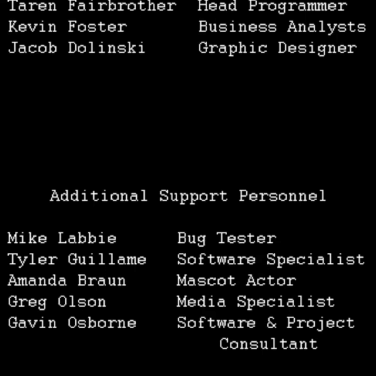 Taren Fairbrother Head Programmer
Kevin Foster Business Analysts
Jacob Dolinski Graphic Designer
Additional Support Personnel
Mike Labbie Bug Tester
Tyler Guillame Software Specialist
Amanda Braun Mascot Actor
Greg Olson Media Specialist
Gavin Osborne Software & Project
Consultant